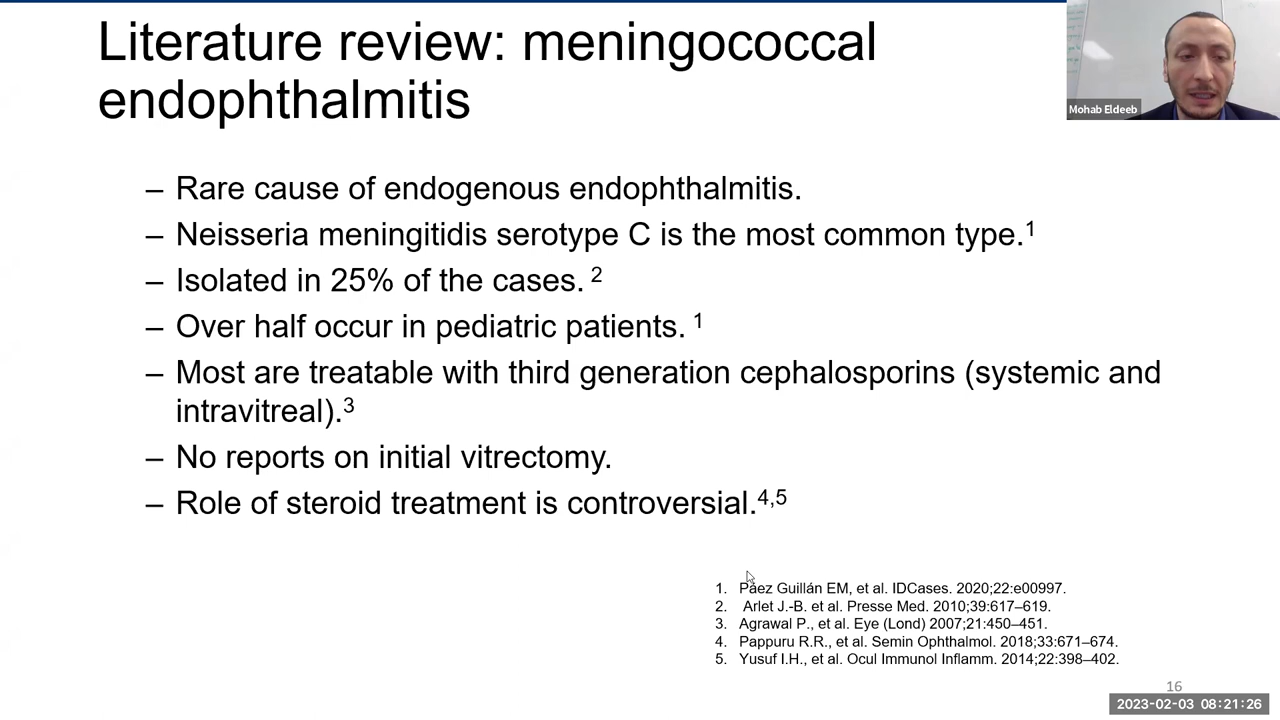 Literature review: meningococcal
endophthalmitis
Mohab Eldeeb
– Rare cause of endogenous endophthalmitis.
– Neisseria meningitidis serotype C is the most common type.1
– Isolated in 25% of the cases. 2
– Over half occur in pediatric patients. 1
– Most are treatable with third generation cephalosporins (systemic and
intravitreal).3
– No reports on initial vitrectomy.
– Role of steroid treatment is controversial.4,5
1. Páez Guillán EM, et al. IDCases. 2020;22:e00997.
2. Arlet J.-B. et al. Presse Med. 2010;39:617–619.
3. Agrawal P., et al. Eye (Lond) 2007;21:450–451.
4. Pappuru R.R., et al. Semin Ophthalmol. 2018;33:671–674.
5. Yusuf I.H., et al. Ocul Immunol Inflamm. 2014;22:398–402.
16
2023-02-03 08:21:26